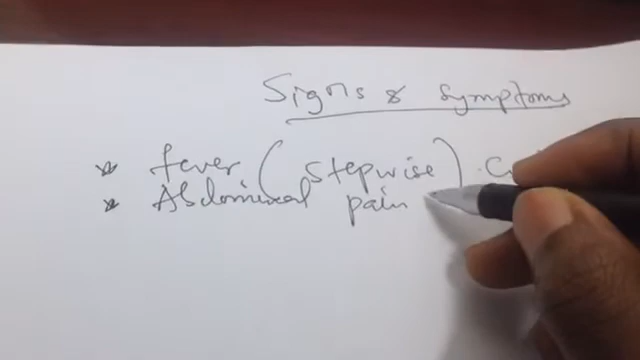 Signs & Symptoms
* fever (stepwise)
* Abdominal pain